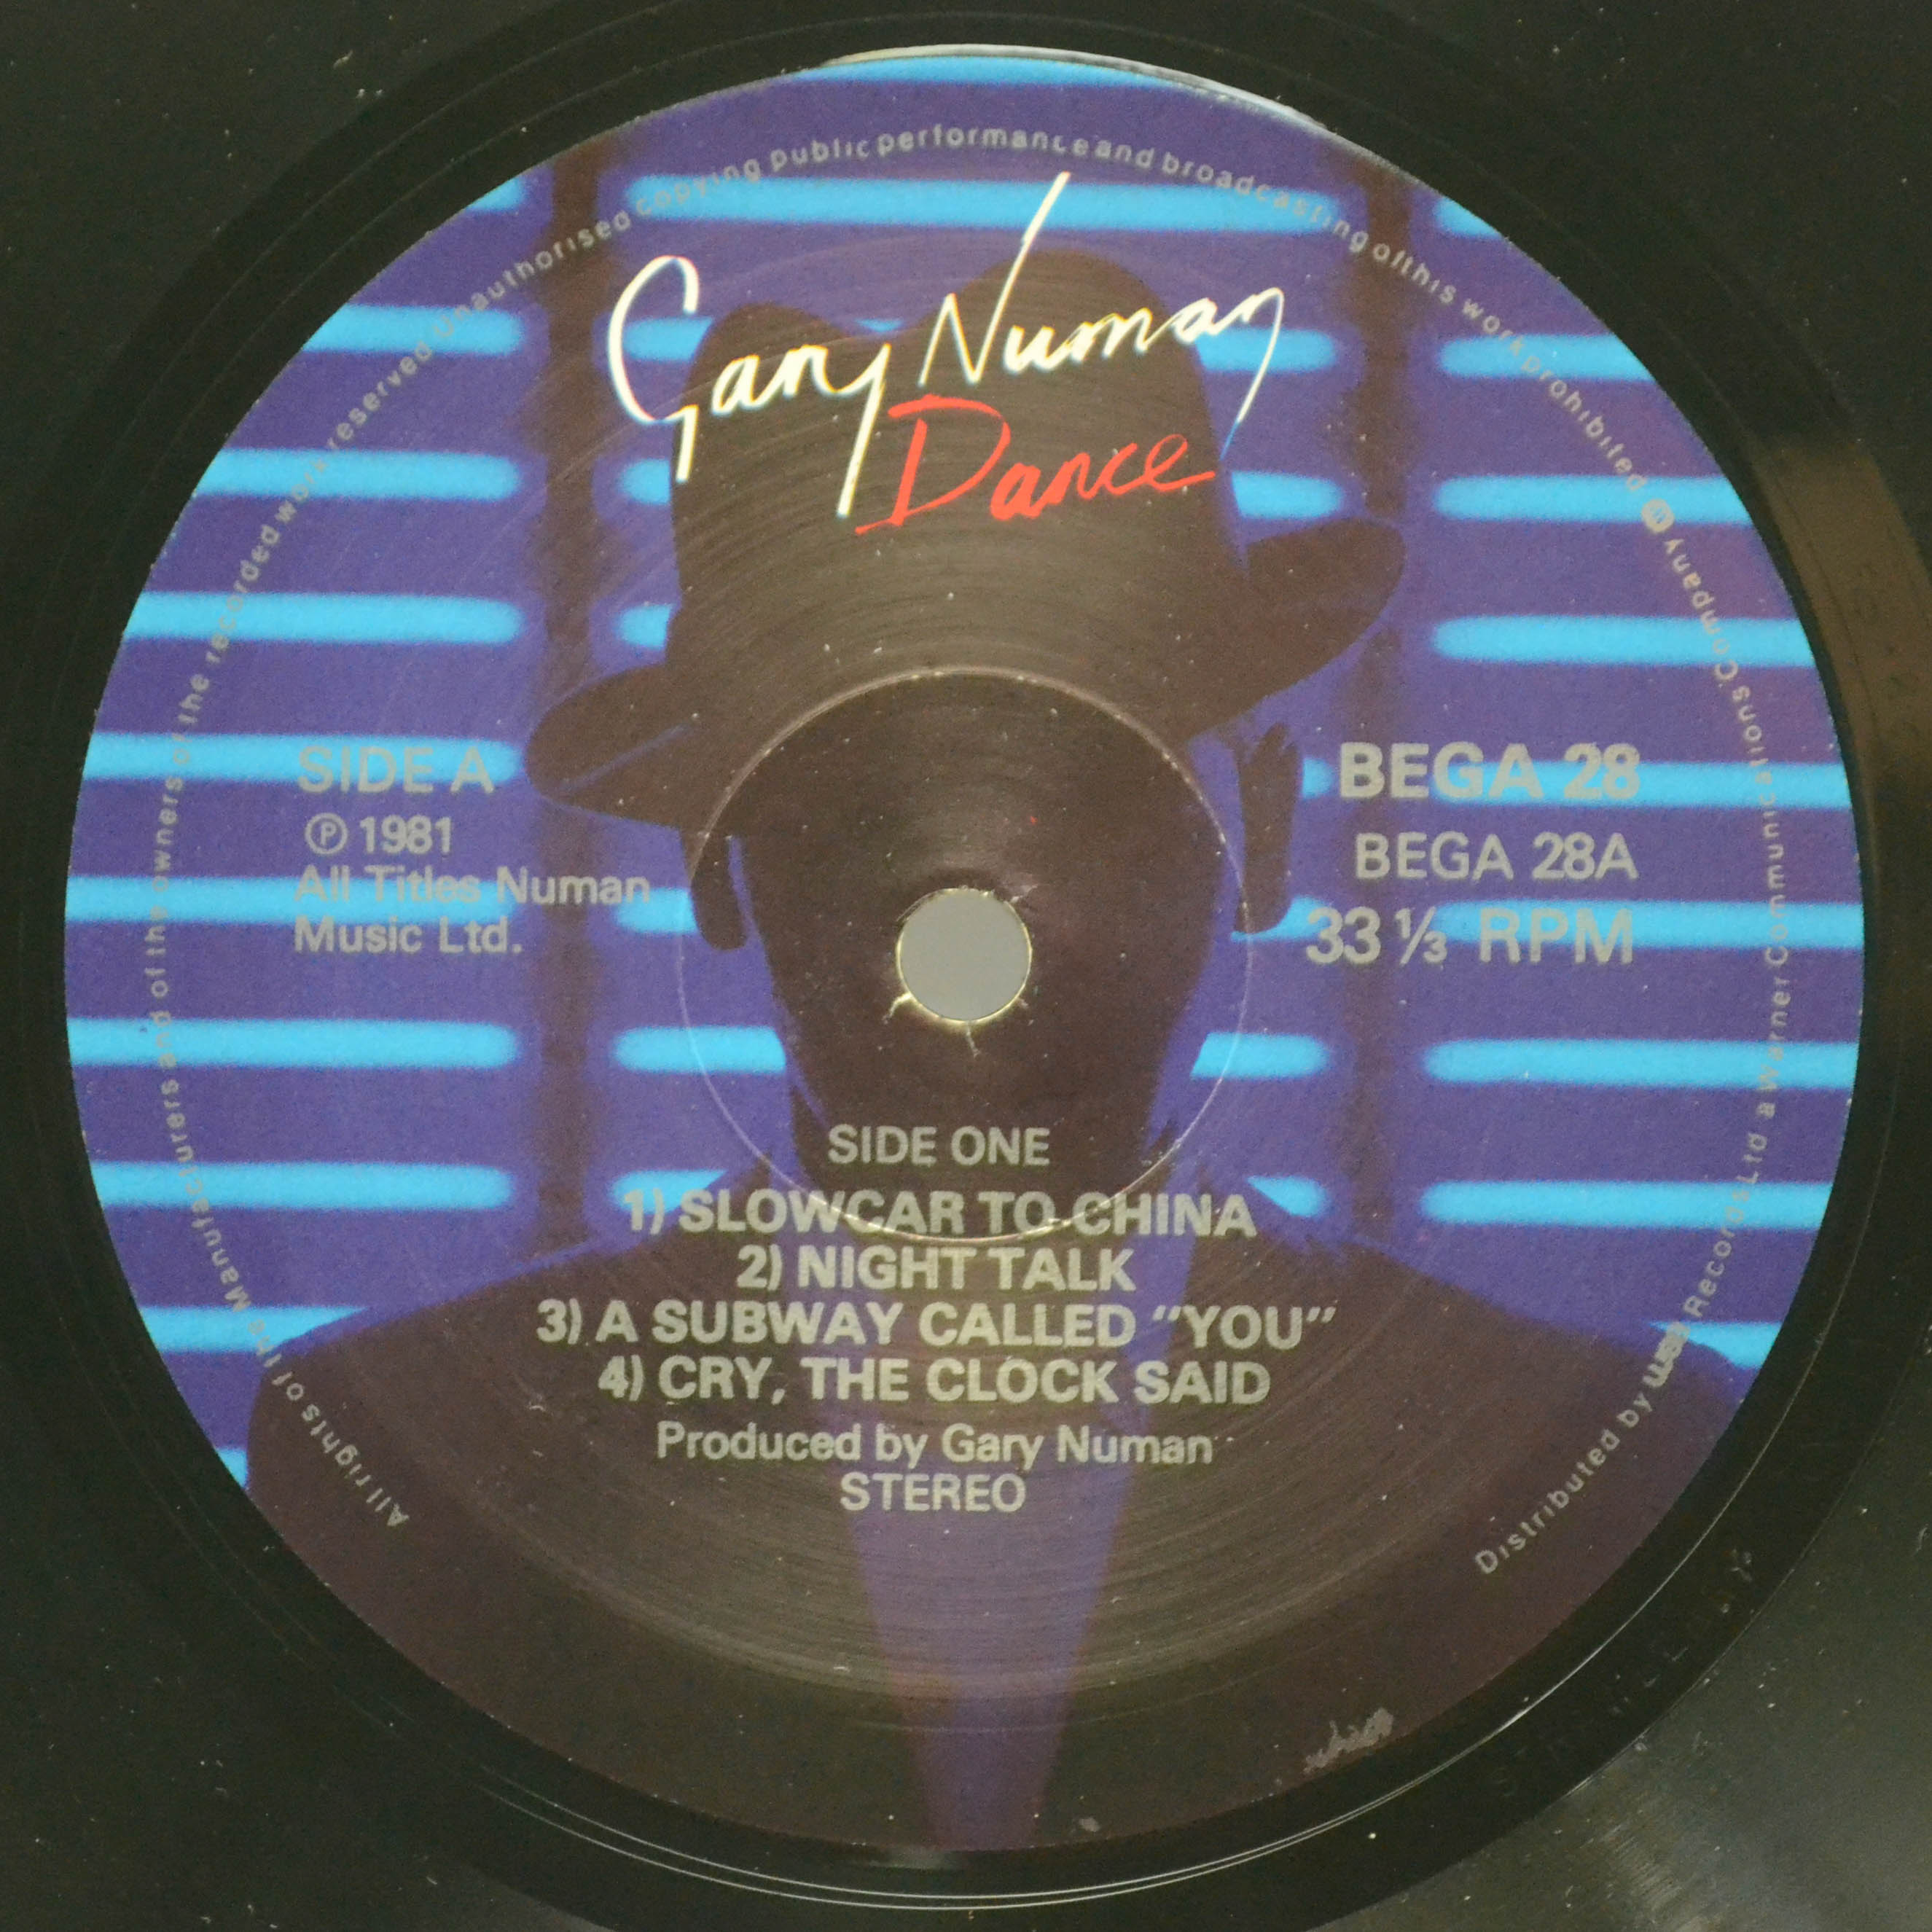 Gary Numan
Dance
SIDE A
℗ 1981
All Titles Numan
Music Ltd.
BEGA 28
BEGA 28A
33 ⅓ RPM
SIDE ONE
1) SLOWCAR TO CHINA
2) NIGHT TALK
3) A SUBWAY CALLED "YOU"
4) CRY, THE CLOCK SAID
Produced by Gary Numan
STEREO
All rights of the Manufacturers and of the owners of the recorded work reserved Unauthorised copying public performance and broadcasting of this work prohibited
Distributed by wea Records Ltd a Warner Communications Company